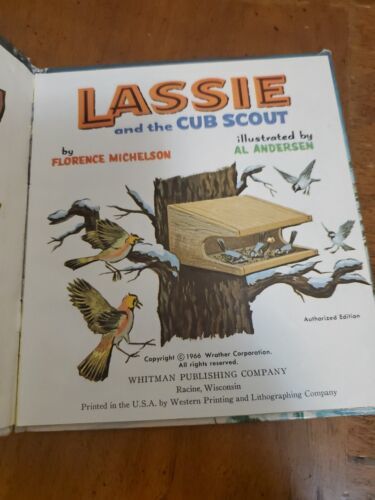 LASSIE
and the CUB SCOUT
by
FLORENCE MICHELSON
illustrated by
AL ANDERSEN
Authorized Edition
Copyright © 1966 Wrather Corporation.
All rights reserved.
WHITMAN PUBLISHING COMPANY
Racine, Wisconsin
Printed in the U.S.A. by Western Printing and Lithographing Company